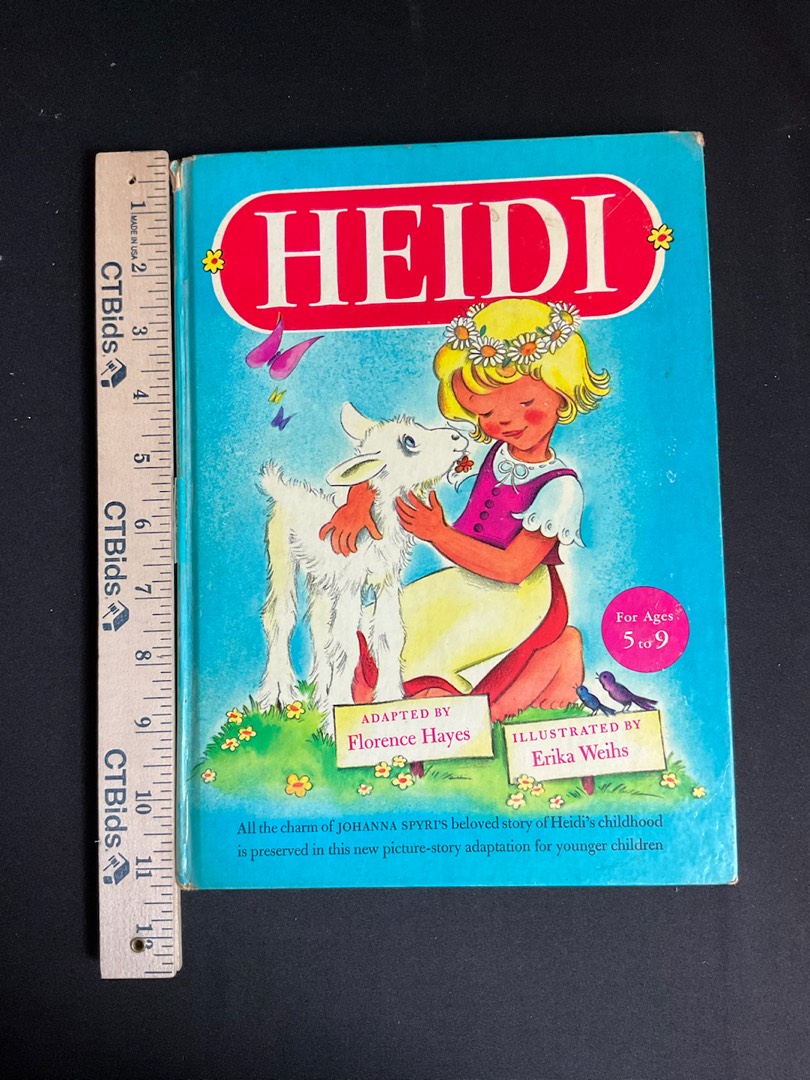 HEIDI
For Ages
5 to 9
ADAPTED BY
Florence Hayes
ILLUSTRATED BY
Erika Weihs
All the charm of JOHANNA SPYRI'S beloved story of Heidi's childhood
is preserved in this new picture-story adaptation for younger children
1
MADE IN USA
2
CTBids
3
4
5
6
CTBids
7
8
9
10
CTBids
11
12